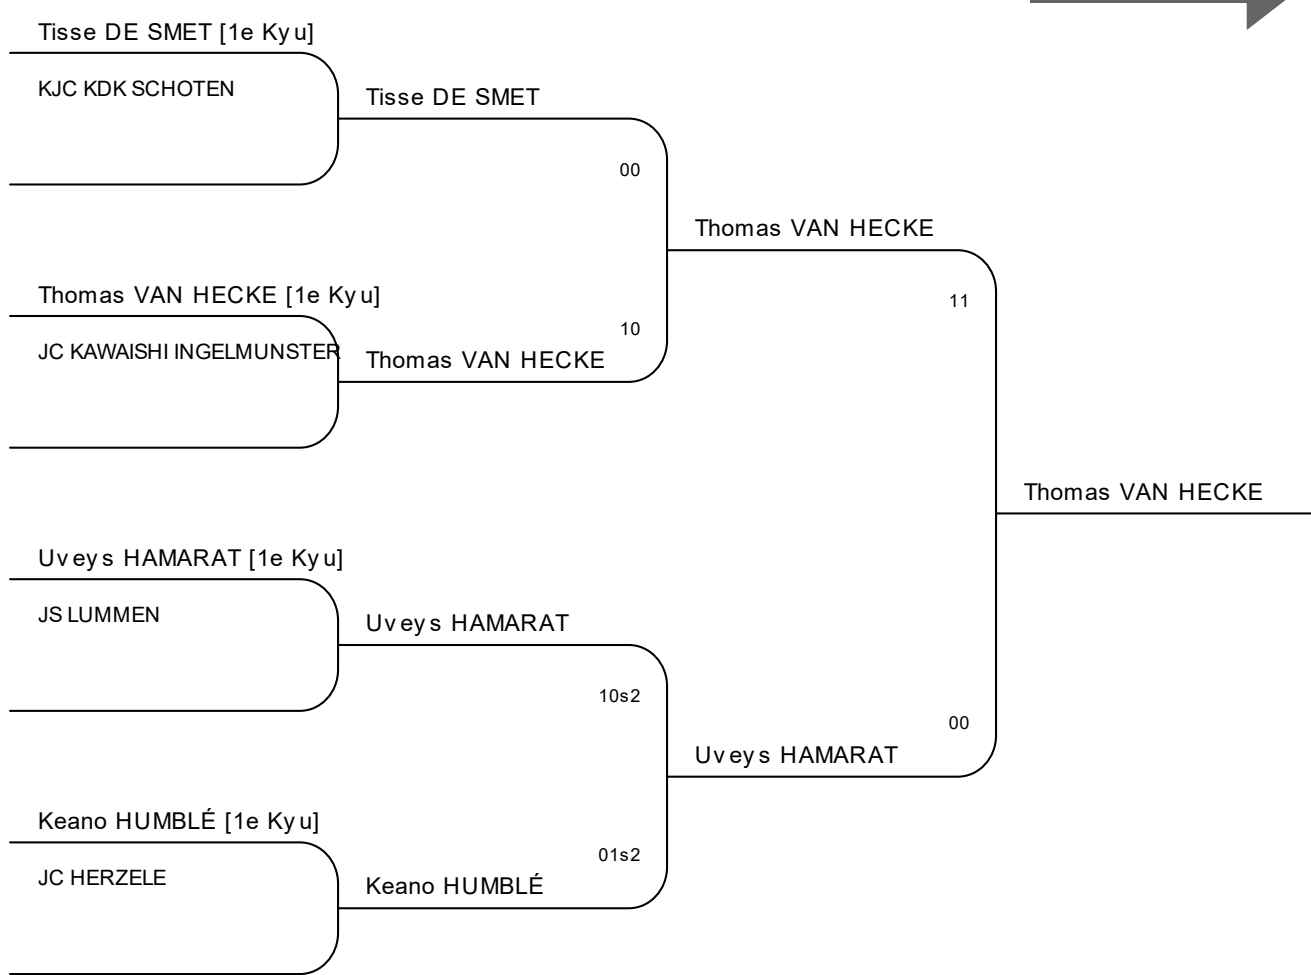 Tisse DE SMET [1e Kyu]
KJC KDK SCHOTEN
Tisse DE SMET
00
Thomas VAN HECKE
Thomas VAN HECKE [1e Kyu]
11
10
JC KAWAISHI INGELMUNSTER
Thomas VAN HECKE
Thomas VAN HECKE
Uveys HAMARAT [1e Kyu]
JS LUMMEN
Uveys HAMARAT
10s2
00
Uveys HAMARAT
Keano HUMBLÉ [1e Kyu]
01s2
JC HERZELE
Keano HUMBLÉ